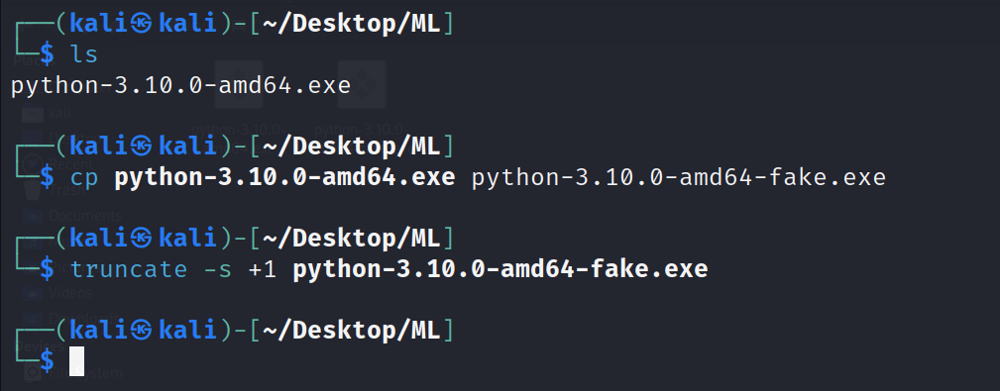 ┌──(kali㉿kali)-[~/Desktop/ML]
└─$ ls
python-3.10.0-amd64.exe
┌──(kali㉿kali)-[~/Desktop/ML]
└─$ cp python-3.10.0-amd64.exe python-3.10.0-amd64-fake.exe
┌──(kali㉿kali)-[~/Desktop/ML]
└─$ truncate -s +1 python-3.10.0-amd64-fake.exe
┌──(kali㉿kali)-[~/Desktop/ML]
└─$